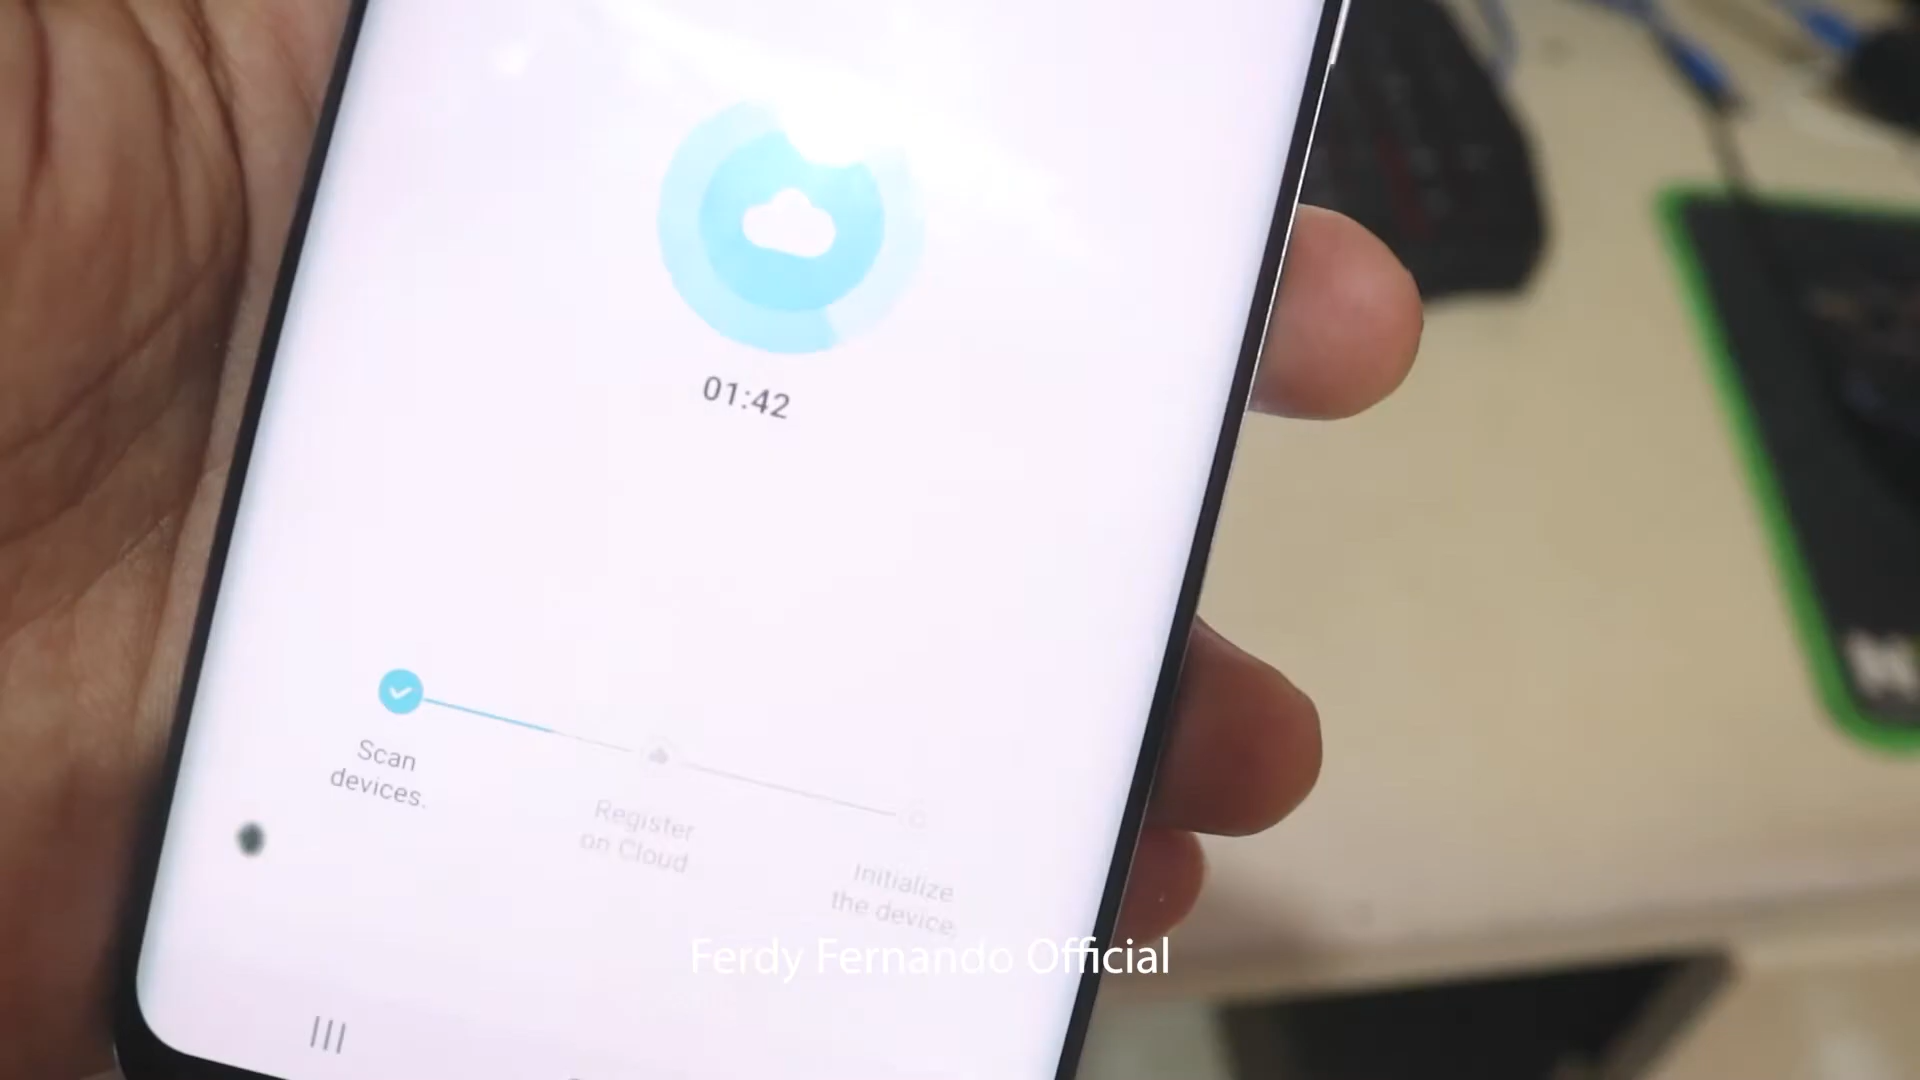 01:42
Scan
devices.
Register
on Cloud
Initialize
the device.
Ferdy Fernando Official